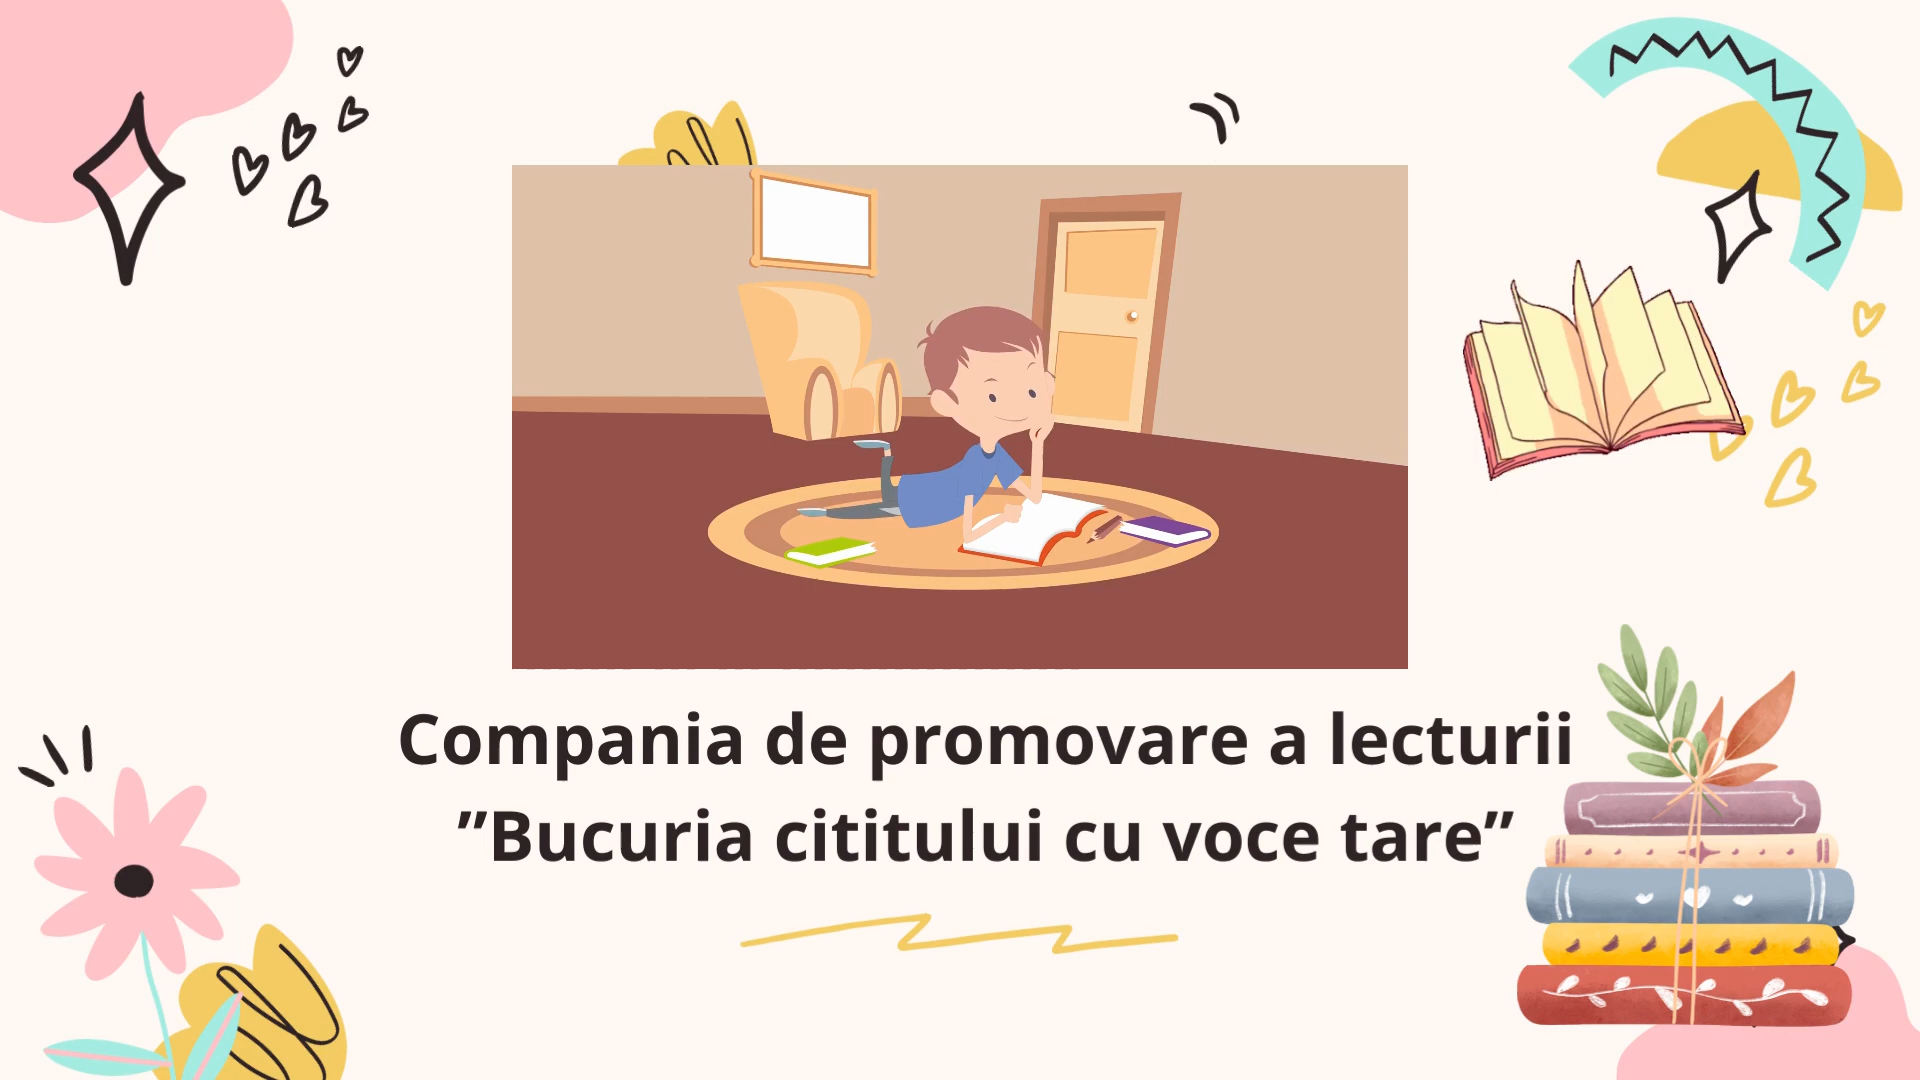 Compania de promovare a lecturii
”Bucuria cititului cu voce tare”